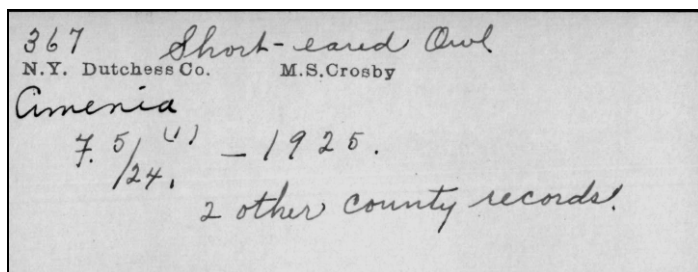 367 Short-eared Owl
N.Y. Dutchess Co. M.S.Crosby
Amenia
7. 5/24. (1) - 1925.
2 other county records.